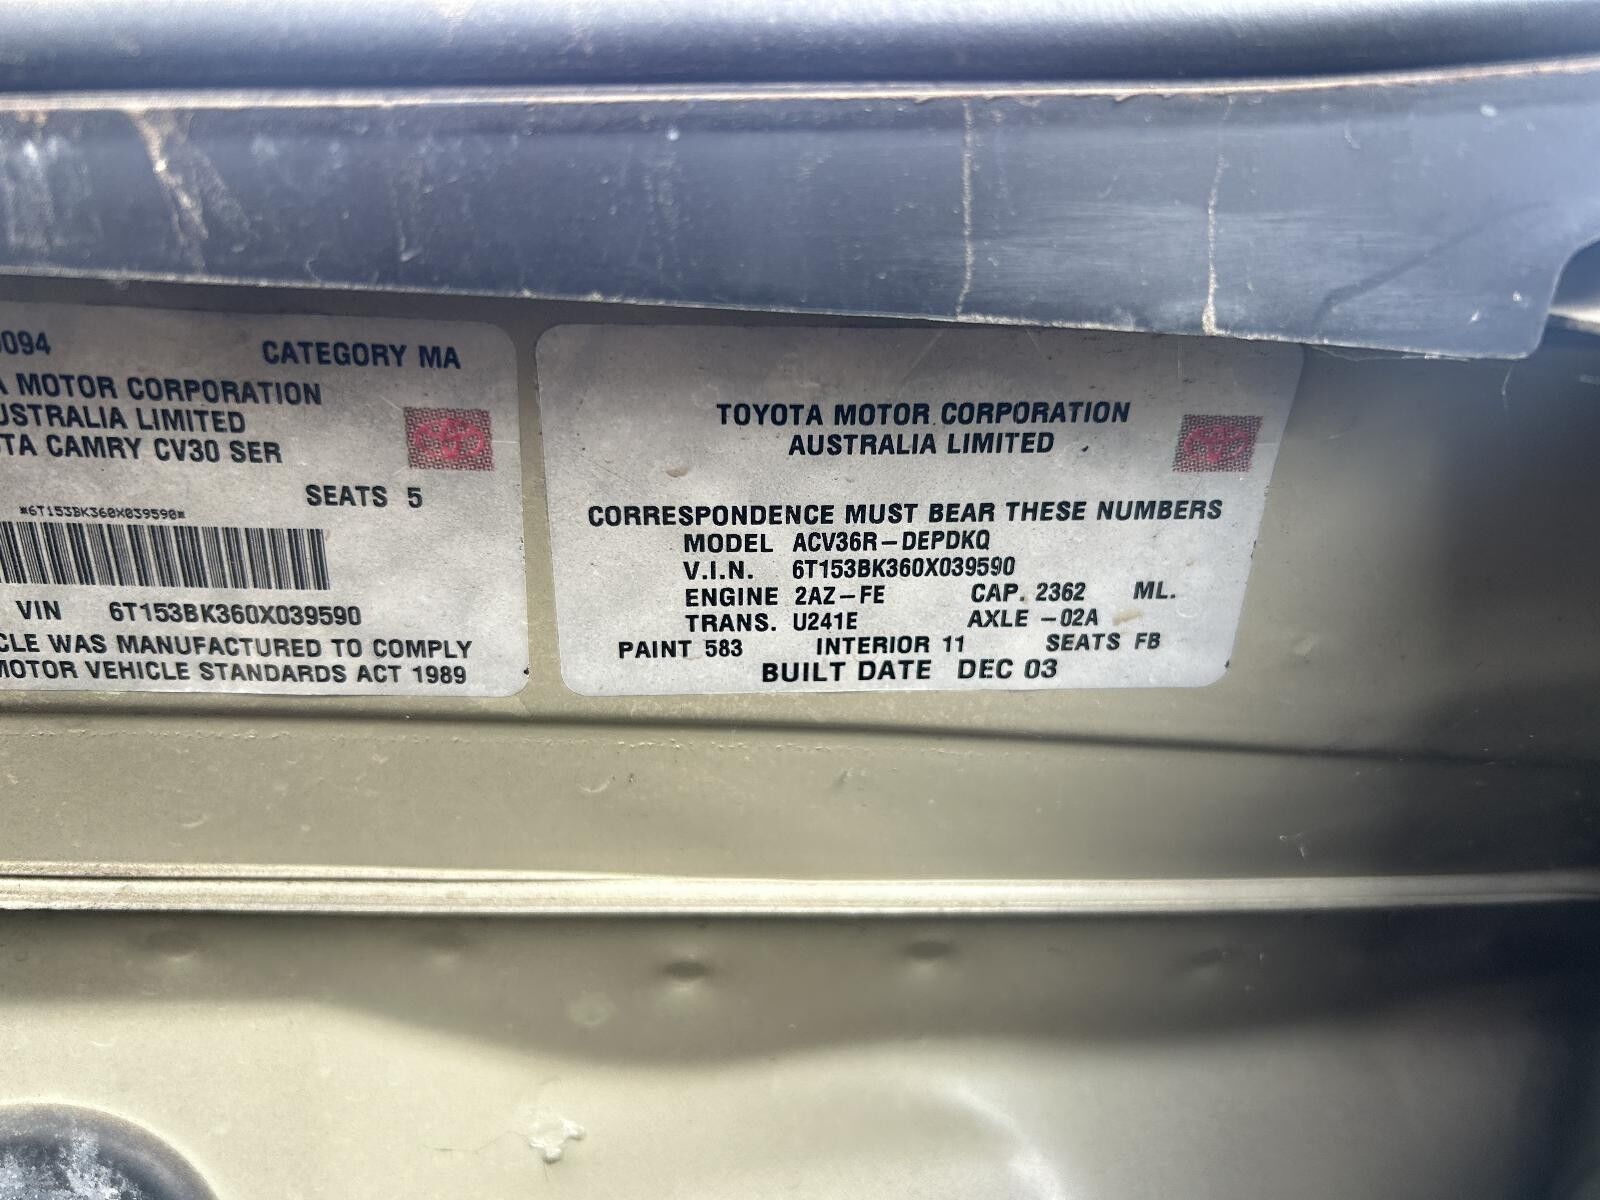 094
CATEGORY MA
A MOTOR CORPORATION
USTRALIA LIMITED
TA CAMRY CV30 SER
SEATS 5
*6T153BK360X039590*
VIN 6T153BK360X039590
CLE WAS MANUFACTURED TO COMPLY
MOTOR VEHICLE STANDARDS ACT 1989
TOYOTA MOTOR CORPORATION
AUSTRALIA LIMITED
CORRESPONDENCE MUST BEAR THESE NUMBERS
MODEL ACV36R-DEPDKQ
V.I.N. 6T153BK360X039590
ENGINE 2AZ-FE CAP. 2362 ML.
TRANS. U241E AXLE -02A
PAINT 583 INTERIOR 11 SEATS FB
BUILT DATE DEC 03